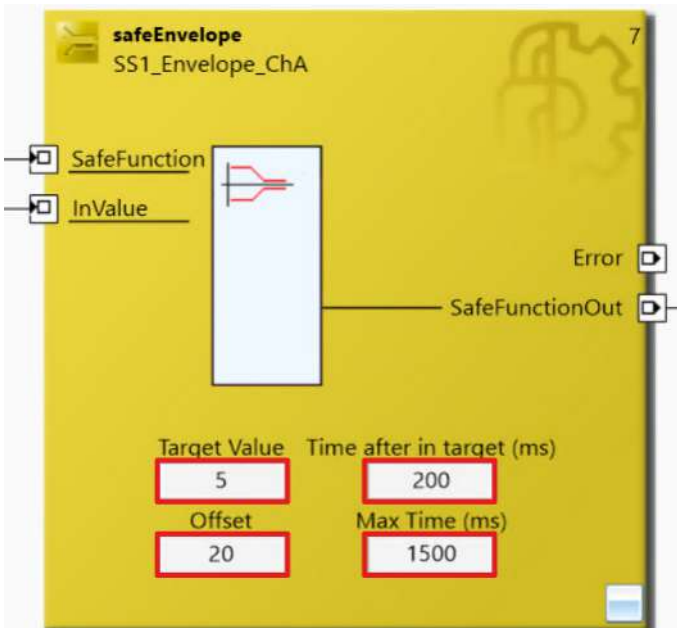 safeEnvelope
7
SS1_Envelope_ChA
SafeFunction
InValue
Error
SafeFunctionOut
Target Value
Time after in target (ms)
5
200
Offset
Max Time (ms)
20
1500